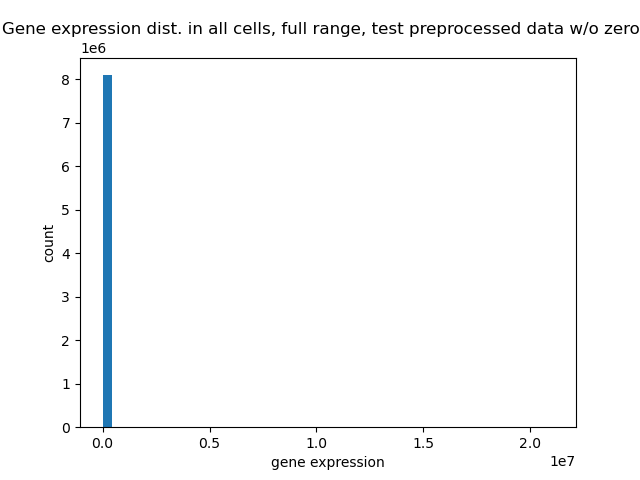 Gene expression dist. in all cells, full range, test preprocessed data w/o zero
1e6
8
7
6
5
4
3
2
1
0
count
0.0 0.5 1.0 1.5 2.0
gene expression
1e7